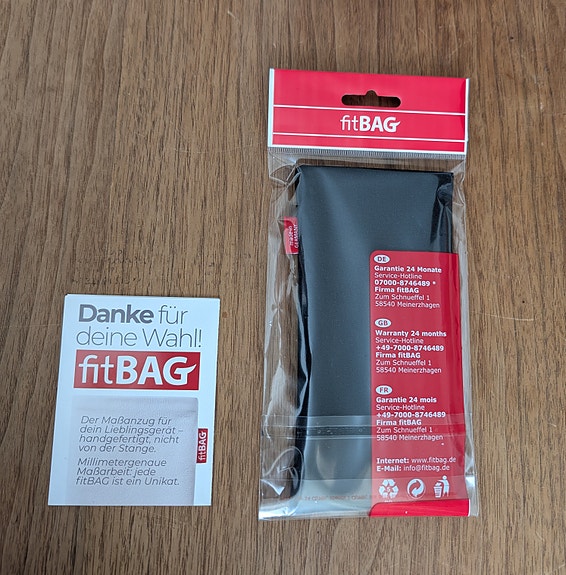 Danke für
deine Wahl!
fitBAG
Der Maßanzug für
dein Lieblingsgerät –
handgefertigt, nicht
von der Stange.
Millimetergenaue
Maßarbeit: jede
fitBAG ist ein Unikat.
fitBAG
fitBAG
DE
Garantie 24 Monate
Service-Hotline
07000-8746489 *
Firma fitBAG
Zum Schnueffel 1
58540 Meinerzhagen
GB
Warranty 24 months
Service-Hotline
+49-7000-8746489
Firma fitBAG
Zum Schnueffel 1
58540 Meinerzhagen
FR
Garantie 24 mois
Service-Hotline
+49-7000-8746489
Firma fitBAG
Zum Schnueffel 1
58540 Meinerzhagen
Internet: www.fitbag.de
E-Mail: info@fitbag.de